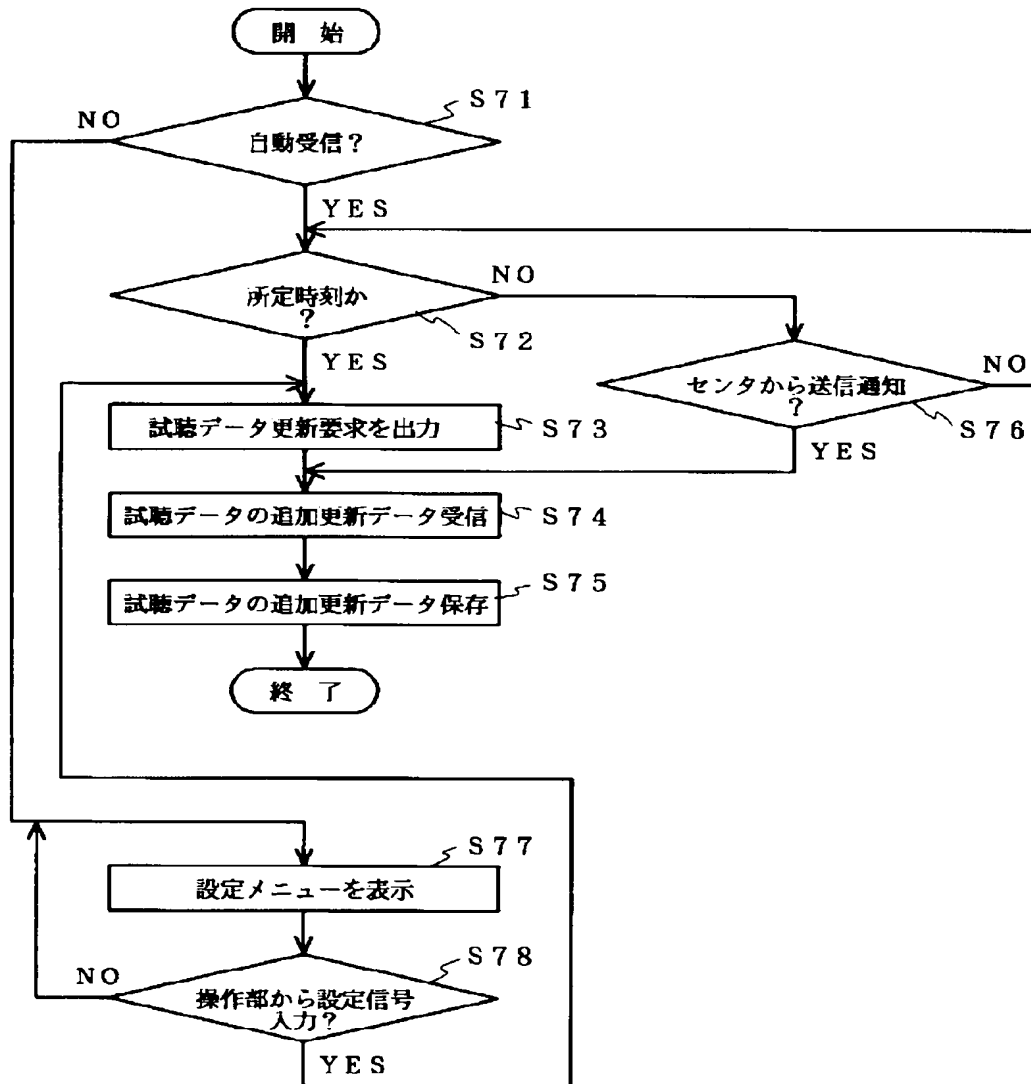 開 始
S71
NO
自動受信?
YES
所定時刻か
?
NO
S72
YES
センタから送信通知
?
NO
S76
YES
試聴データ更新要求を出力
S73
試聴データの追加更新データ受信
S74
試聴データの追加更新データ保存
S75
終 了
S77
設定メニューを表示
S78
NO
操作部から設定信号
入力?
YES